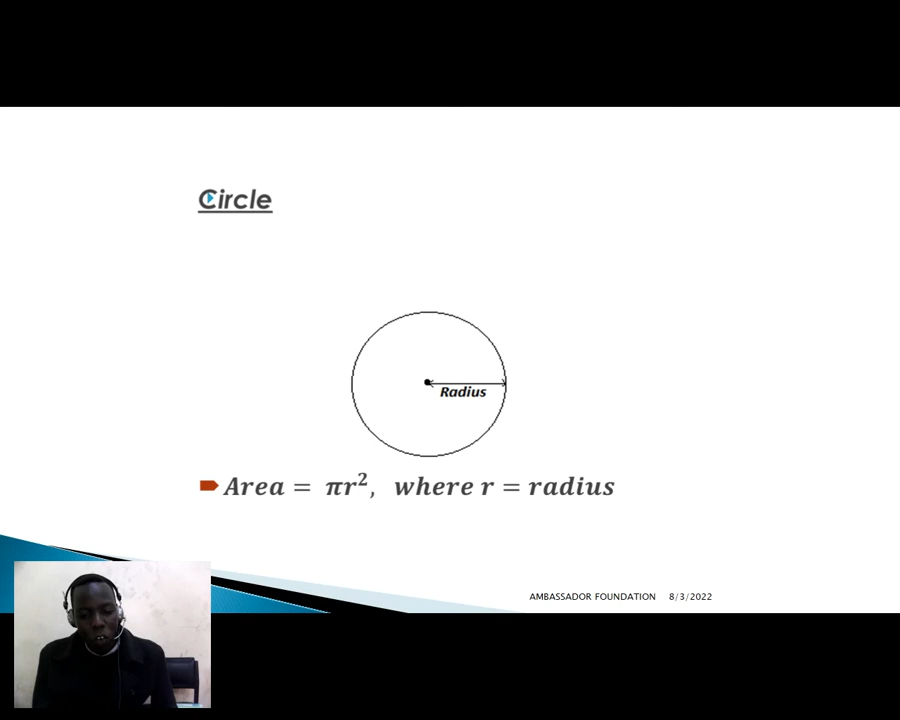 Circle
Radius
Area = πr², where r = radius
AMBASSADOR FOUNDATION 8/3/2022